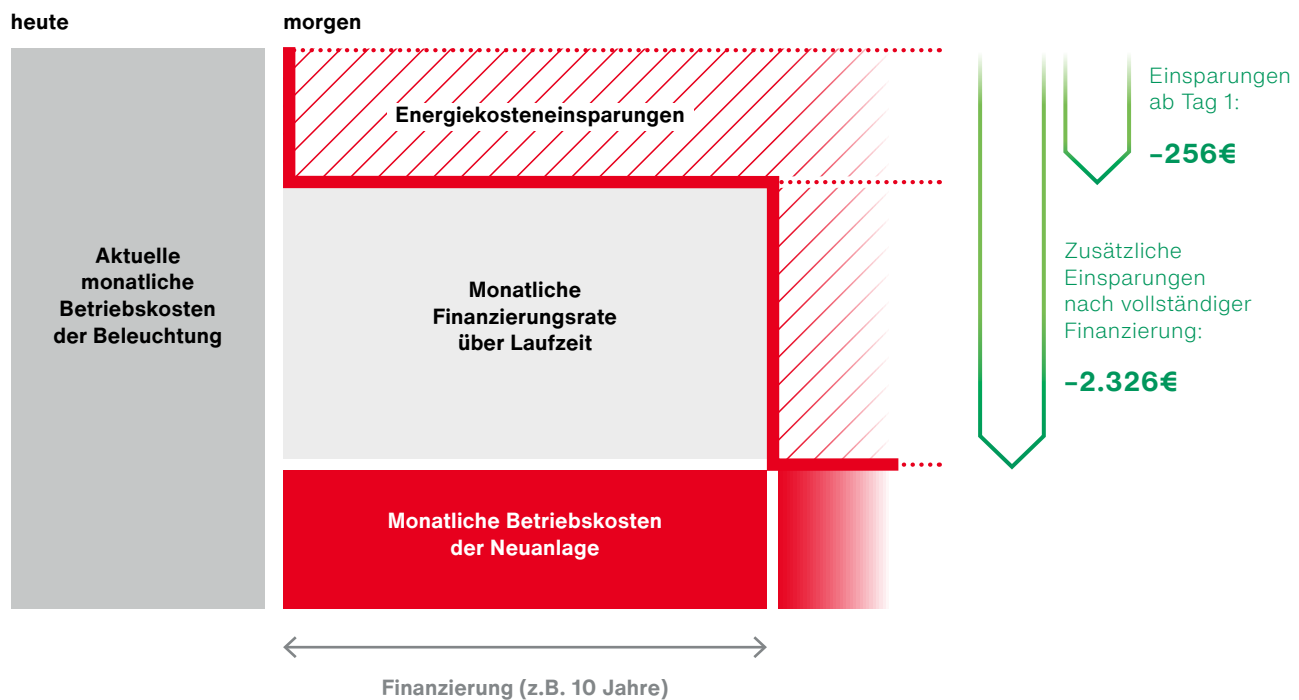 heute
morgen
Energiekosteneinsparungen
Einsparungen
ab Tag 1:
–256€
Aktuelle
monatliche
Betriebskosten
der Beleuchtung
Monatliche
Finanzierungsrate
über Laufzeit
Zusätzliche
Einsparungen
nach vollständiger
Finanzierung:
–2.326€
Monatliche Betriebskosten
der Neuanlage
Finanzierung (z.B. 10 Jahre)